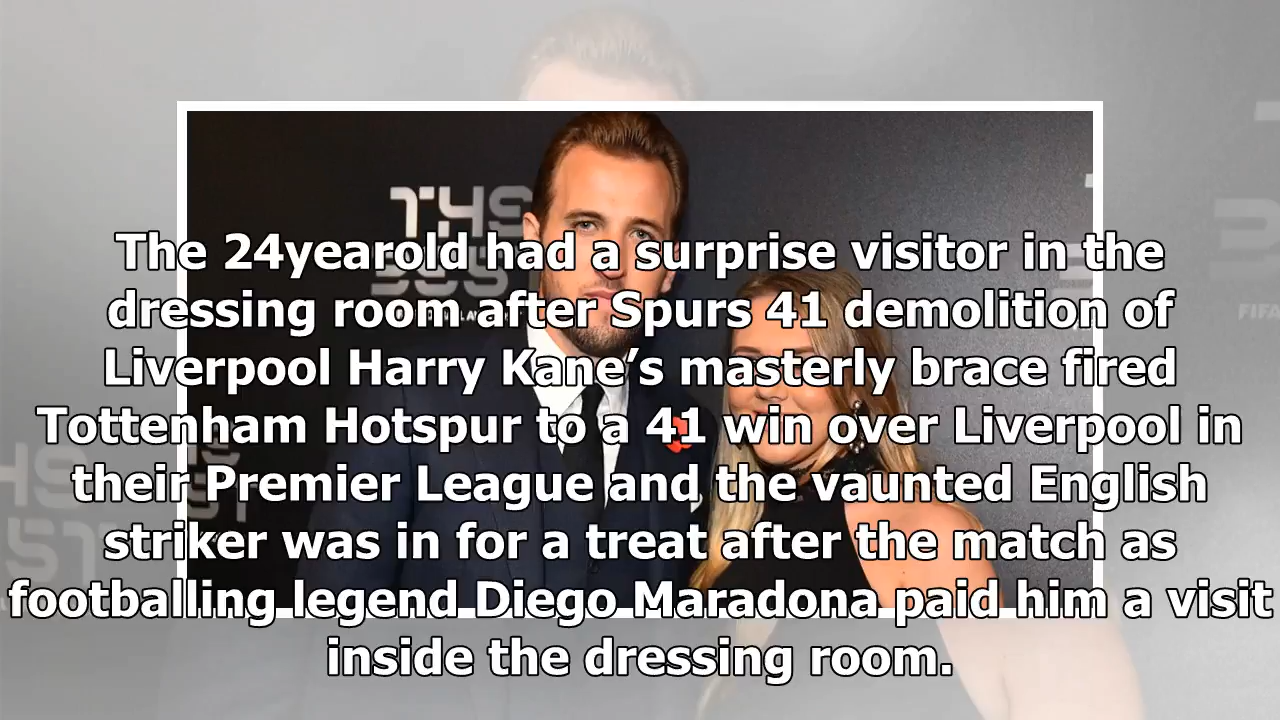 The 24yearold had a surprise visitor in the
dressing room after Spurs 41 demolition of
Liverpool Harry Kane’s masterly brace fired
Tottenham Hotspur to a 41 win over Liverpool in
their Premier League and the vaunted English
striker was in for a treat after the match as
footballing legend Diego Maradona paid him a visit
inside the dressing room.